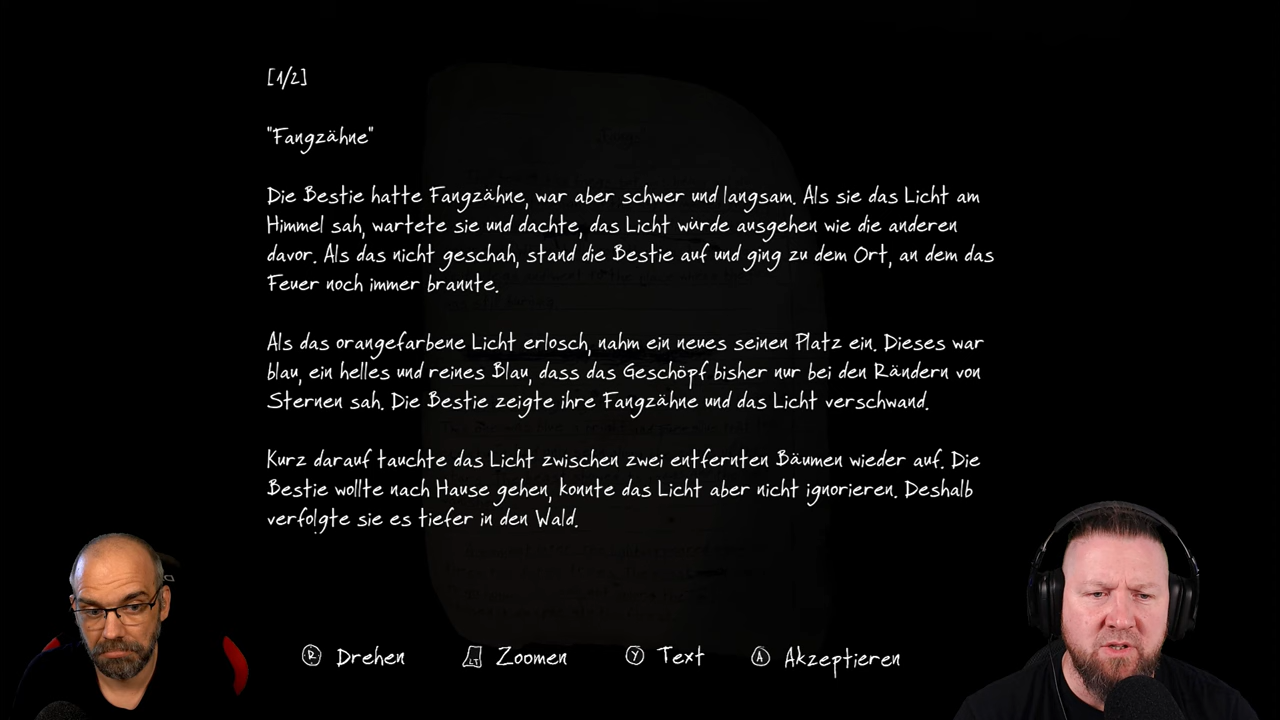 [1/2]
"Fangzähne"
Die Bestie hatte Fangzähne, war aber schwer und langsam. Als sie das Licht am
Himmel sah, wartete sie und dachte, das Licht würde ausgehen wie die anderen
davor. Als das nicht geschah, stand die Bestie auf und ging zu dem Ort, an dem das
Feuer noch immer brannte.
Als das orangefarbene Licht erlosch, nahm ein neues seinen Platz ein. Dieses war
blau, ein helles und reines Blau, dass das Geschöpf bisher nur bei den Rändern von
Sternen sah. Die Bestie zeigte ihre Fangzähne und das Licht verschwand.
Kurz darauf tauchte das Licht zwischen zwei entfernten Bäumen wieder auf. Die
Bestie wollte nach Hause gehen, konnte das Licht aber nicht ignorieren. Deshalb
verfolgte sie es tiefer in den Wald.
R Drehen LT Zoomen Y Text A Akzeptieren